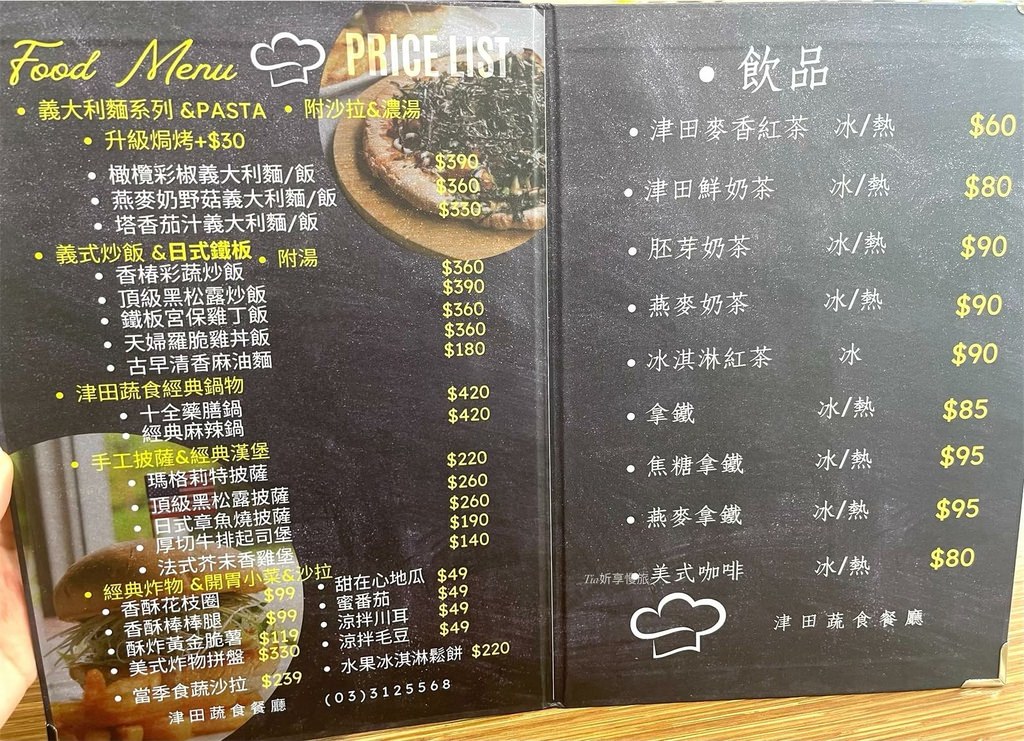 Food Menu PRICE LIST
• 義大利麵系列 &PASTA • 附沙拉&濃湯
• 升級焗烤+$30
• 橄欖彩椒義大利麵/飯 $390
• 燕麥奶野菇義大利麵/飯 $360
• 塔香茄汁義大利麵/飯 $330
• 義式炒飯 &日式鐵板 • 附湯
• 香椿彩蔬炒飯 $360
• 頂級黑松露炒飯 $390
• 鐵板宮保雞丁飯 $360
• 天婦羅脆雞丼飯 $360
• 古早清香麻油麵 $180
• 津田蔬食經典鍋物
• 十全藥膳鍋 $420
• 經典麻辣鍋 $420
• 手工披薩&經典漢堡
• 瑪格莉特披薩 $220
• 頂級黑松露披薩 $260
• 日式章魚燒披薩 $260
• 厚切牛排起司堡 $190
• 法式芥末香雞堡 $140
• 經典炸物 &開胃小菜&沙拉
• 香酥花枝圈 $99
• 香酥棒棒腿 $99
• 酥炸黃金脆薯 $119
• 美式炸物拼盤 $330
• 當季食蔬沙拉 $239
• 甜在心地瓜 $49
• 蜜番茄 $49
• 涼拌川耳 $49
• 涼拌毛豆 $49
• 水果冰淇淋鬆餅 $220
津田蔬食餐廳 (03)3125568
• 飲品
• 津田麥香紅茶 冰/熱 $60
• 津田鮮奶茶 冰/熱 $80
• 胚芽奶茶 冰/熱 $90
• 燕麥奶茶 冰/熱 $90
• 冰淇淋紅茶 冰 $90
• 拿鐵 冰/熱 $85
• 焦糖拿鐵 冰/熱 $95
• 燕麥拿鐵 冰/熱 $95
• 美式咖啡 冰/熱 $80
Tia妡享慢旅
津田蔬食餐廳